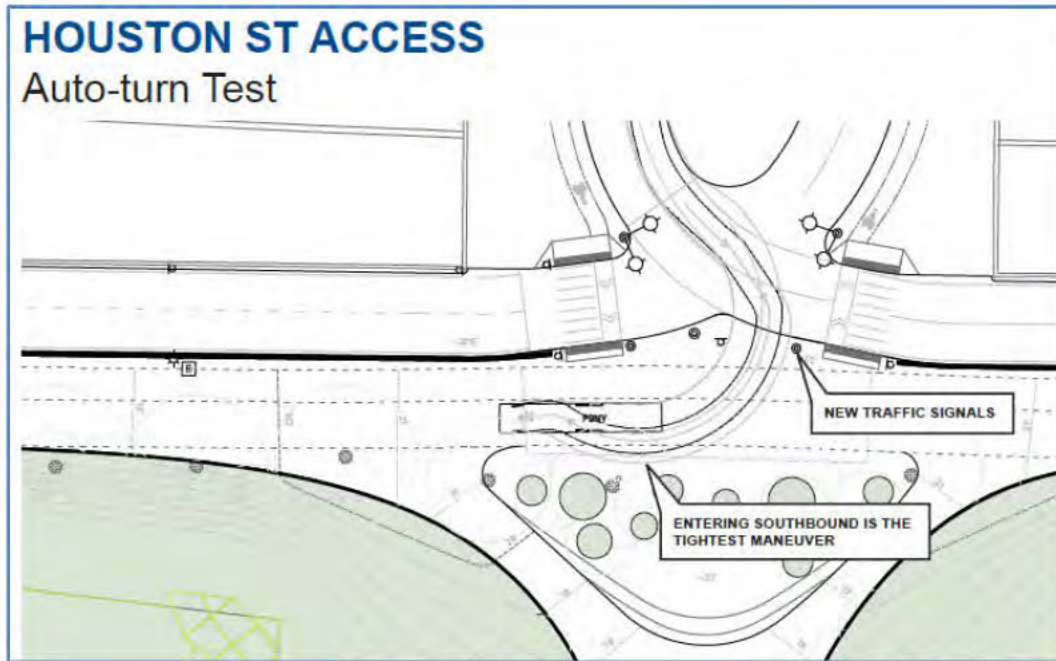 HOUSTON ST ACCESS
Auto-turn Test
NEW TRAFFIC SIGNALS
ENTERING SOUTHBOUND IS THE
TIGHTEST MANEUVER